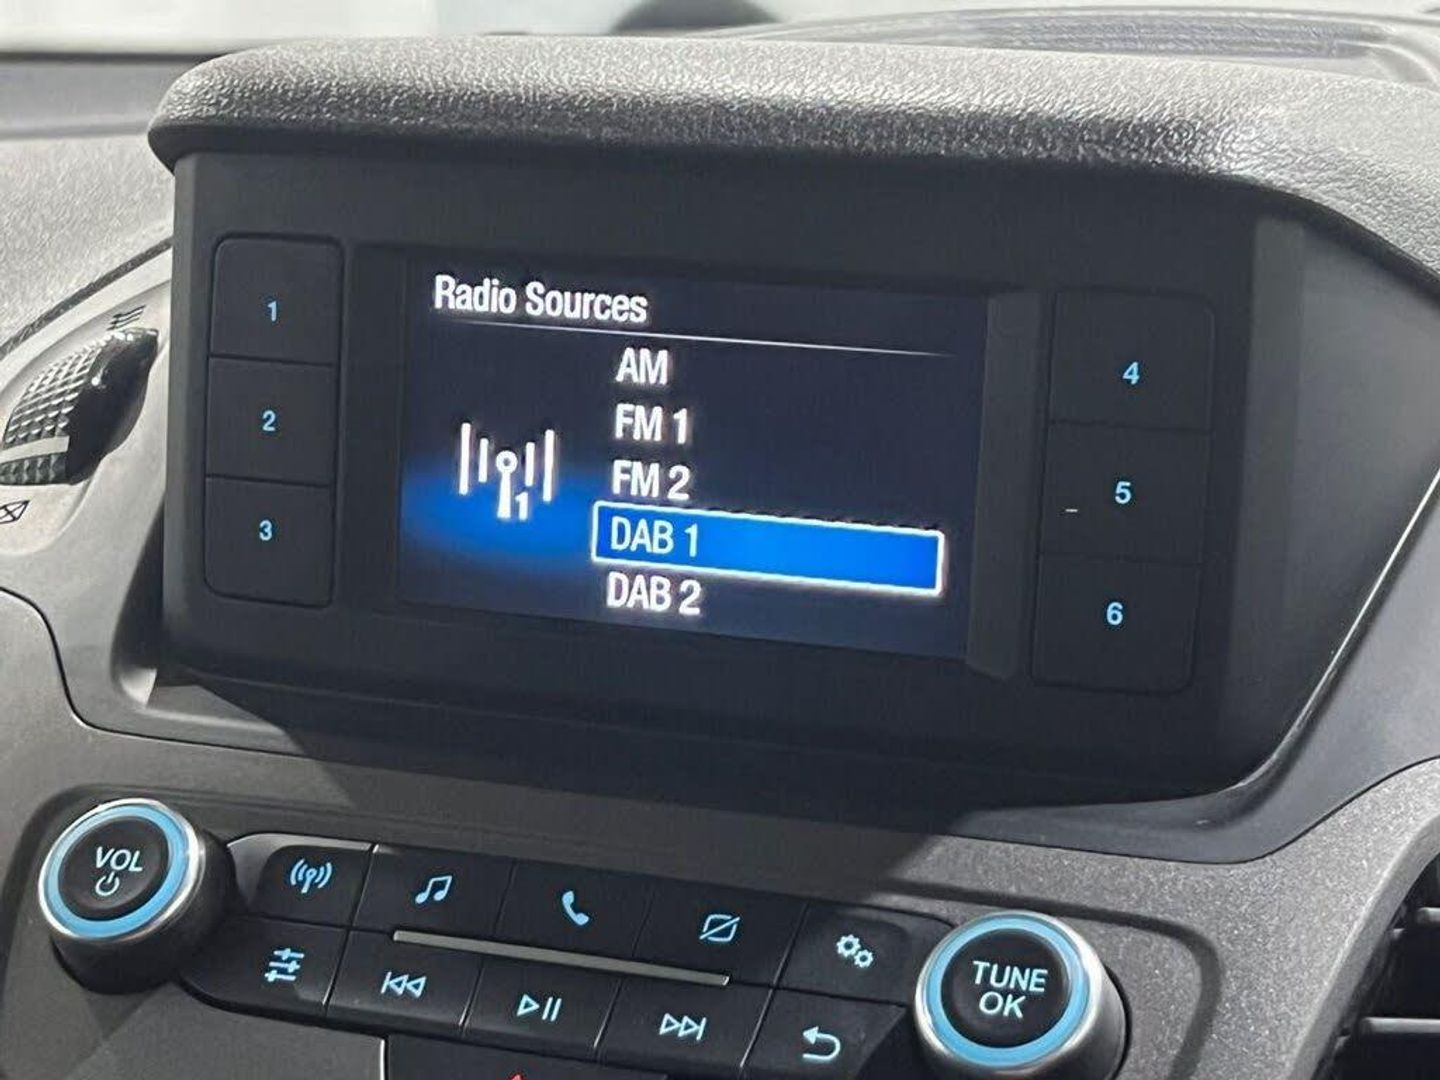 Radio Sources
AM
FM 1
FM 2
DAB 1
DAB 2
1
1
2
3
4
5
6
VOL
TUNE
OK